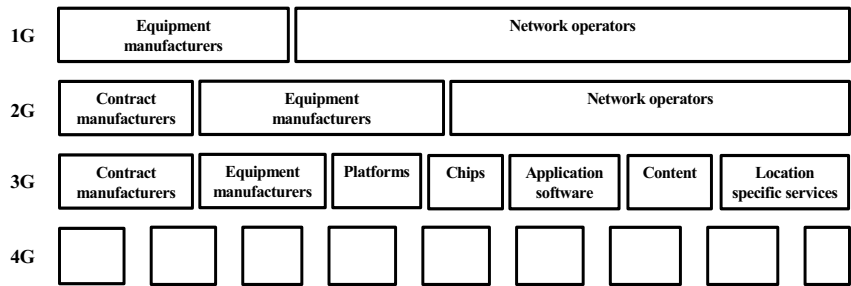 1G
Equipment
manufacturers
Network operators
2G
Contract
manufacturers
Equipment
manufacturers
Network operators
3G
Contract
manufacturers
Equipment
manufacturers
Platforms
Chips
Application
software
Content
Location
specific services
4G